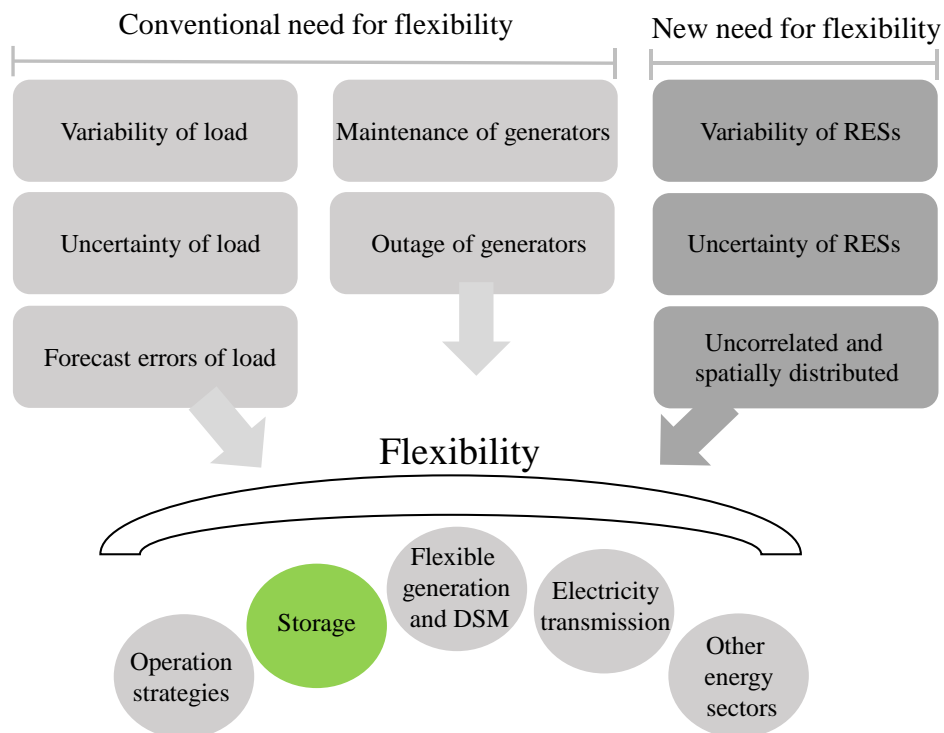 Conventional need for flexibility
New need for flexibility
Variability of load
Maintenance of generators
Variability of RESs
Uncertainty of load
Outage of generators
Uncertainty of RESs
Forecast errors of load
Uncorrelated and
spatially distributed
Flexibility
Operation
strategies
Storage
Flexible
generation
and DSM
Electricity
transmission
Other
energy
sectors